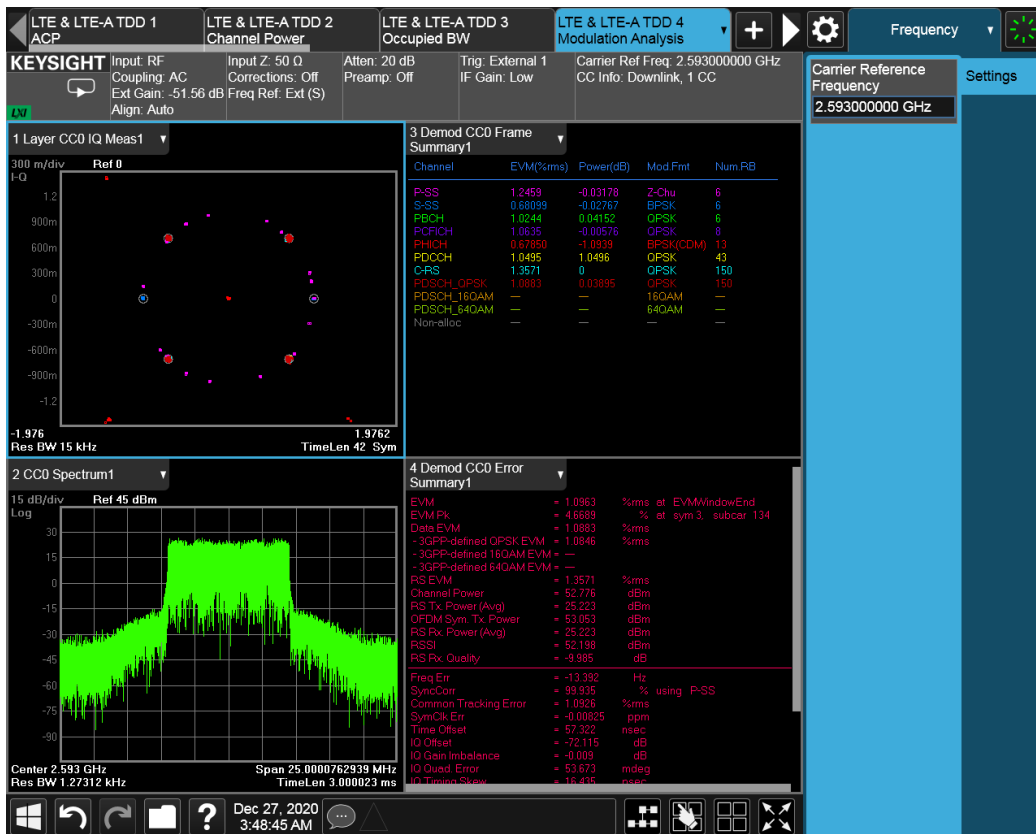 LTE & LTE-A TDD 1
ACP
LTE & LTE-A TDD 2
Channel Power
LTE & LTE-A TDD 3
Occupied BW
LTE & LTE-A TDD 4
Modulation Analysis
Frequency
KEYSIGHT
LXI
Input: RF
Coupling: AC
Ext Gain: -51.56 dB
Align: Auto
Input Z: 50 Ω
Corrections: Off
Freq Ref: Ext (S)
Atten: 20 dB
Preamp: Off
Trig: External 1
IF Gain: Low
Carrier Ref Freq: 2.593000000 GHz
CC Info: Downlink, 1 CC
Carrier Reference
Frequency
2.593000000 GHz
Settings
1 Layer CC0 IQ Meas1
300 m/div Ref 0
I-Q
1.2
900m
600m
300m
0
-300m
-600m
-900m
-1.2
-1.976 1.9762
Res BW 15 kHz TimeLen 42 Sym
3 Demod CC0 Frame
Summary1
Channel EVM(%rms) Power(dB) Mod.Fmt Num.RB
P-SS 1.2459 -0.03178 Z-Chu 6
S-SS 0.68099 -0.02767 BPSK 6
PBCH 1.0244 0.04152 QPSK 6
PCFICH 1.0635 -0.00576 QPSK 8
PHICH 0.67850 -1.0939 BPSK(CDM) 13
PDCCH 1.0495 1.0496 QPSK 43
C-RS 1.3571 0 QPSK 150
PDSCH_QPSK 1.0883 0.03895 QPSK 150
PDSCH_16QAM — — 16QAM —
PDSCH_64QAM — — 64QAM —
Non-alloc — — —
2 CC0 Spectrum1
15 dB/div Ref 45 dBm
Log
30
15
0
-15
-30
-45
-60
-75
-90
Center 2.593 GHz Span 25.0000762939 MHz
Res BW 1.27312 kHz TimeLen 3.000023 ms
4 Demod CC0 Error
Summary1
EVM = 1.0963 %rms at EVMWindowEnd
EVM Pk = 4.6689 % at sym 3, subcar 134
Data EVM = 1.0883 %rms
- 3GPP-defined QPSK EVM = 1.0846 %rms
- 3GPP-defined 16QAM EVM = —
- 3GPP-defined 64QAM EVM = —
RS EVM = 1.3571 %rms
Channel Power = 52.776 dBm
RS Tx. Power (Avg) = 25.223 dBm
OFDM Sym. Tx. Power = 53.053 dBm
RS Rx. Power (Avg) = 25.223 dBm
RSSI = 52.198 dBm
RS Rx. Quality = -9.985 dB
Freq Err = -13.392 Hz
SyncCorr = 99.935 % using P-SS
Common Tracking Error = 1.0926 %rms
SymClk Err = -0.00825 ppm
Time Offset = 57.322 nsec
IQ Offset = -72.115 dB
IQ Gain Imbalance = -0.009 dB
IQ Quad. Error = 53.673 mdeg
IQ Timing Skew = 16.435 nsec
?
Dec 27, 2020
3:48:45 AM